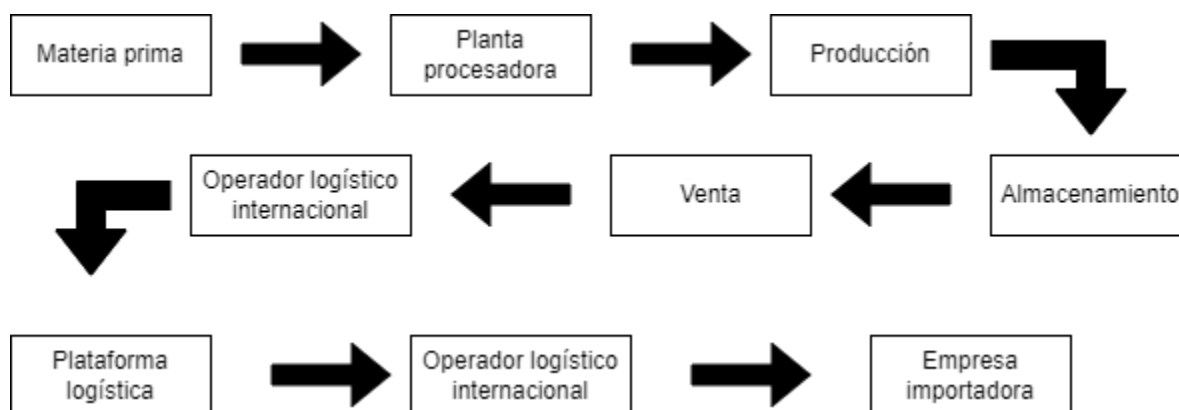 Materia prima
Planta
procesadora
Producción
Almacenamiento
Venta
Operador logístico
internacional
Plataforma
logística
Operador logístico
internacional
Empresa
importadora